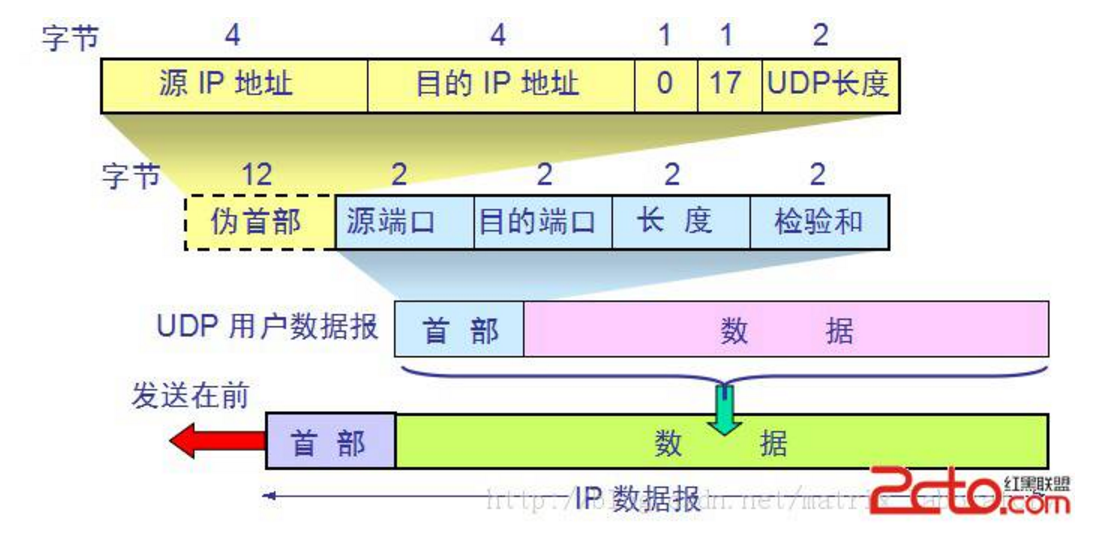 字节 4 4 1 1 2
源 IP 地址 目的 IP 地址 0 17 UDP长度
字节 12 2 2 2 2
伪首部 源端口 目的端口 长 度 检验和
UDP 用户数据报 首 部 数 据
发送在前
首 部 数 据
IP 数据报
红黑联盟
2cto.com